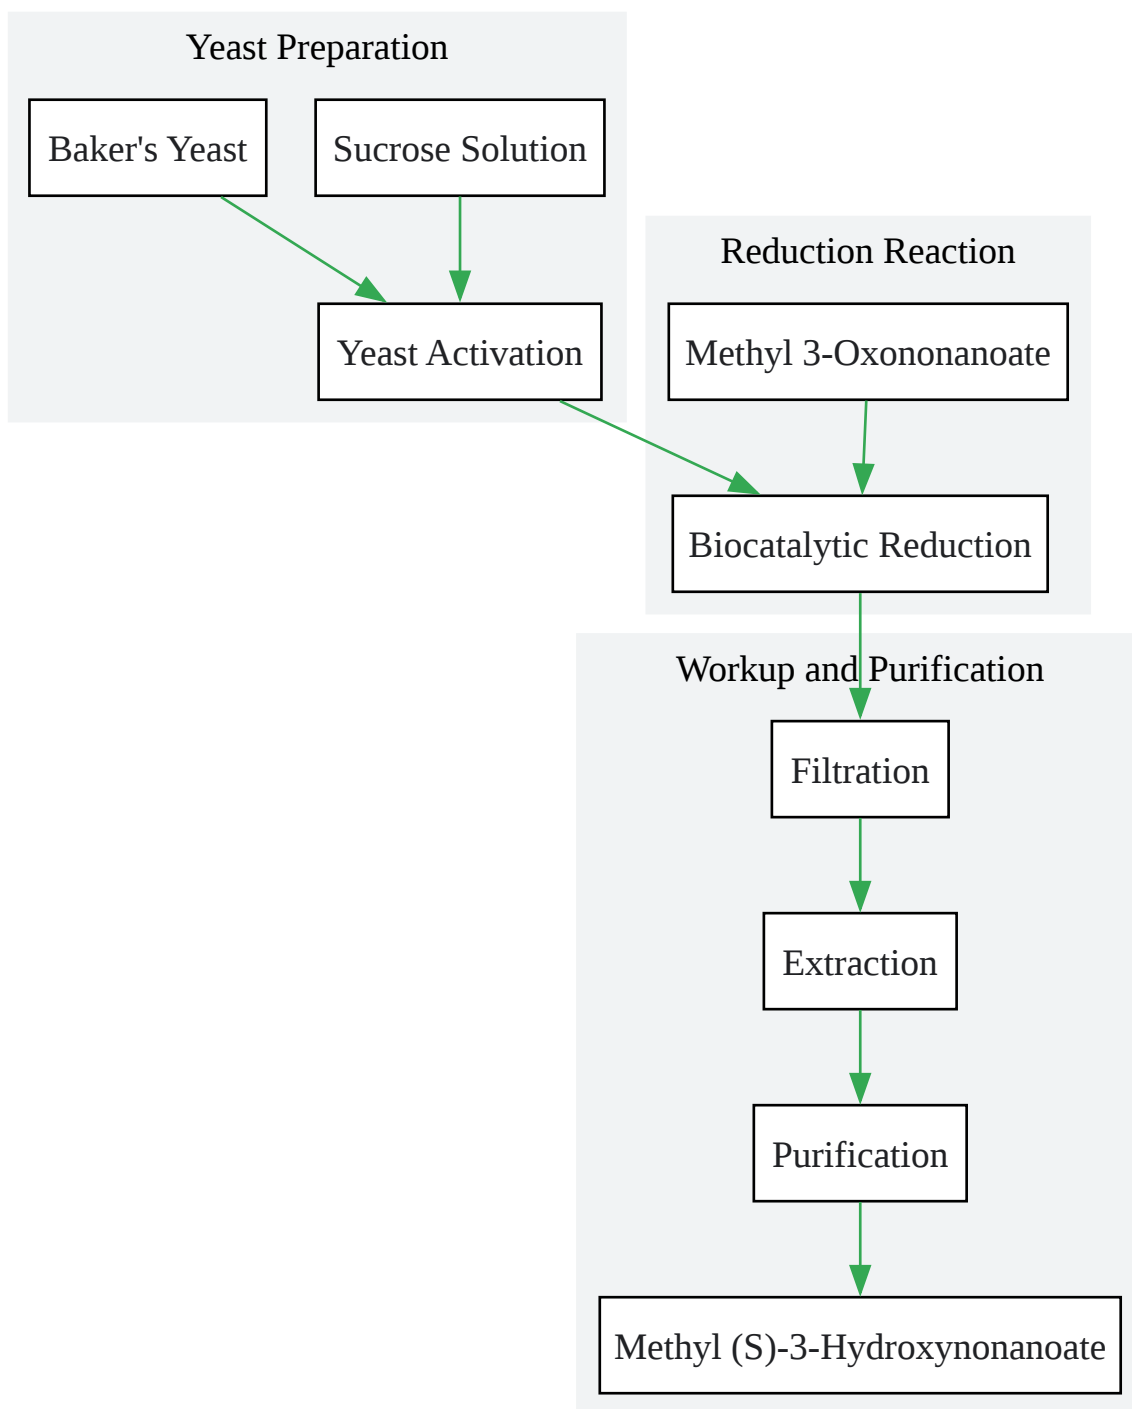 Yeast Preparation
Baker's Yeast
Sucrose Solution
Yeast Activation
Reduction Reaction
Methyl 3-Oxononanoate
Biocatalytic Reduction
Workup and Purification
Filtration
Extraction
Purification
Methyl (S)-3-Hydroxynonanoate